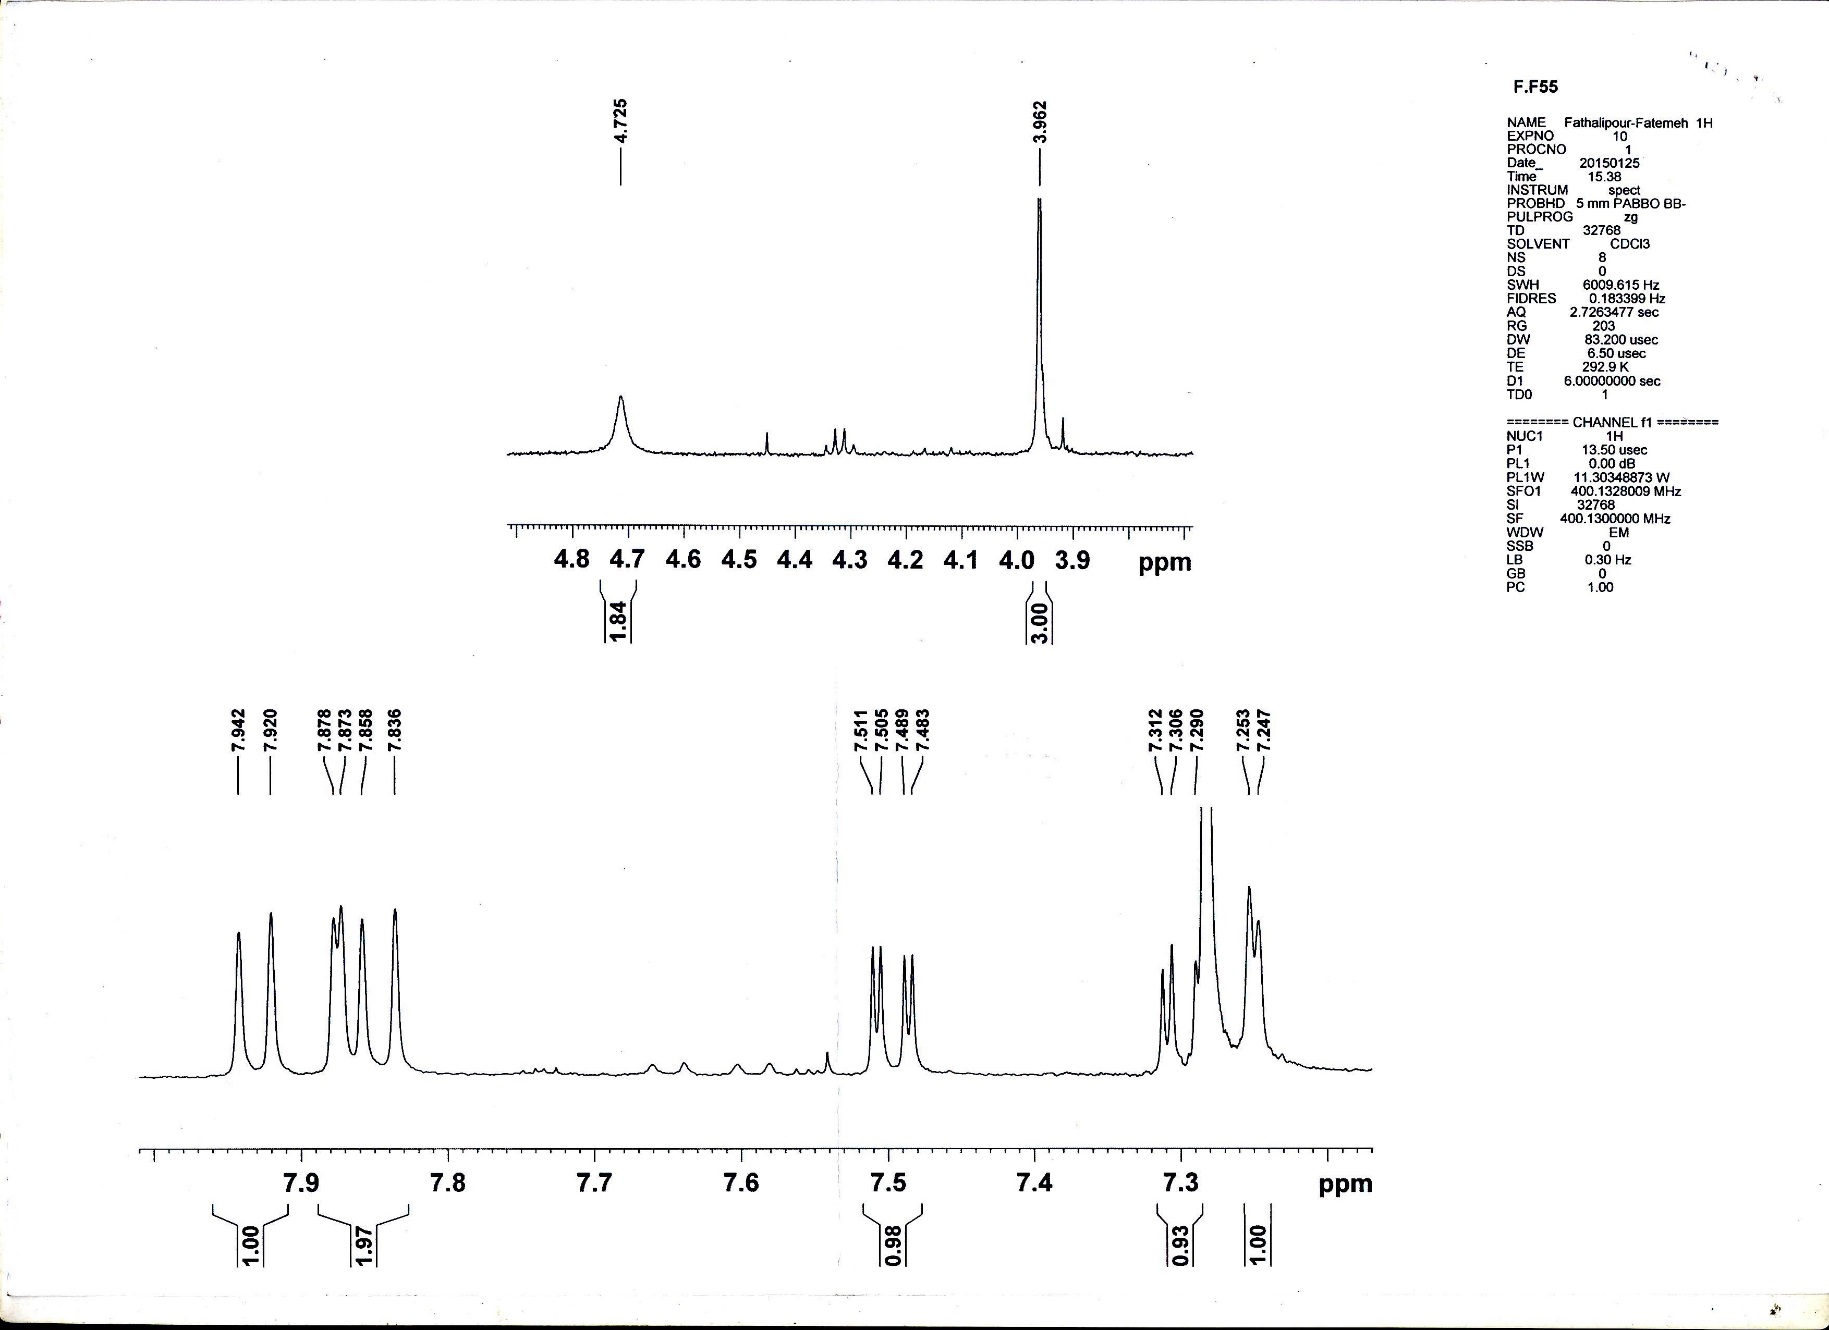 F.F55
NAME Fathalipour-Fatemeh 1H
EXPNO 10
PROCNO 1
Date_ 20150125
Time 15.38
INSTRUM spect
PROBHD 5 mm PABBO BB-
PULPROG zg
TD 32768
SOLVENT CDCl3
NS 8
DS 0
SWH 6009.615 Hz
FIDRES 0.183399 Hz
AQ 2.7263477 sec
RG 203
DW 83.200 usec
DE 6.50 usec
TE 292.9 K
D1 6.00000000 sec
TD0 1
======== CHANNEL f1 ========
NUC1 1H
P1 13.50 usec
PL1 0.00 dB
PL1W 11.30348873 W
SFO1 400.1328009 MHz
SI 32768
SF 400.1300000 MHz
WDW EM
SSB 0
LB 0.30 Hz
GB 0
PC 1.00
4.725 3.962
4.8 4.7 4.6 4.5 4.4 4.3 4.2 4.1 4.0 3.9 ppm
1.84 3.00
7.942 7.920 7.878 7.873 7.858 7.836 7.511 7.505 7.489 7.483 7.312 7.306 7.290 7.253 7.247
7.9 7.8 7.7 7.6 7.5 7.4 7.3 ppm
1.00 1.97 0.98 0.93 1.00